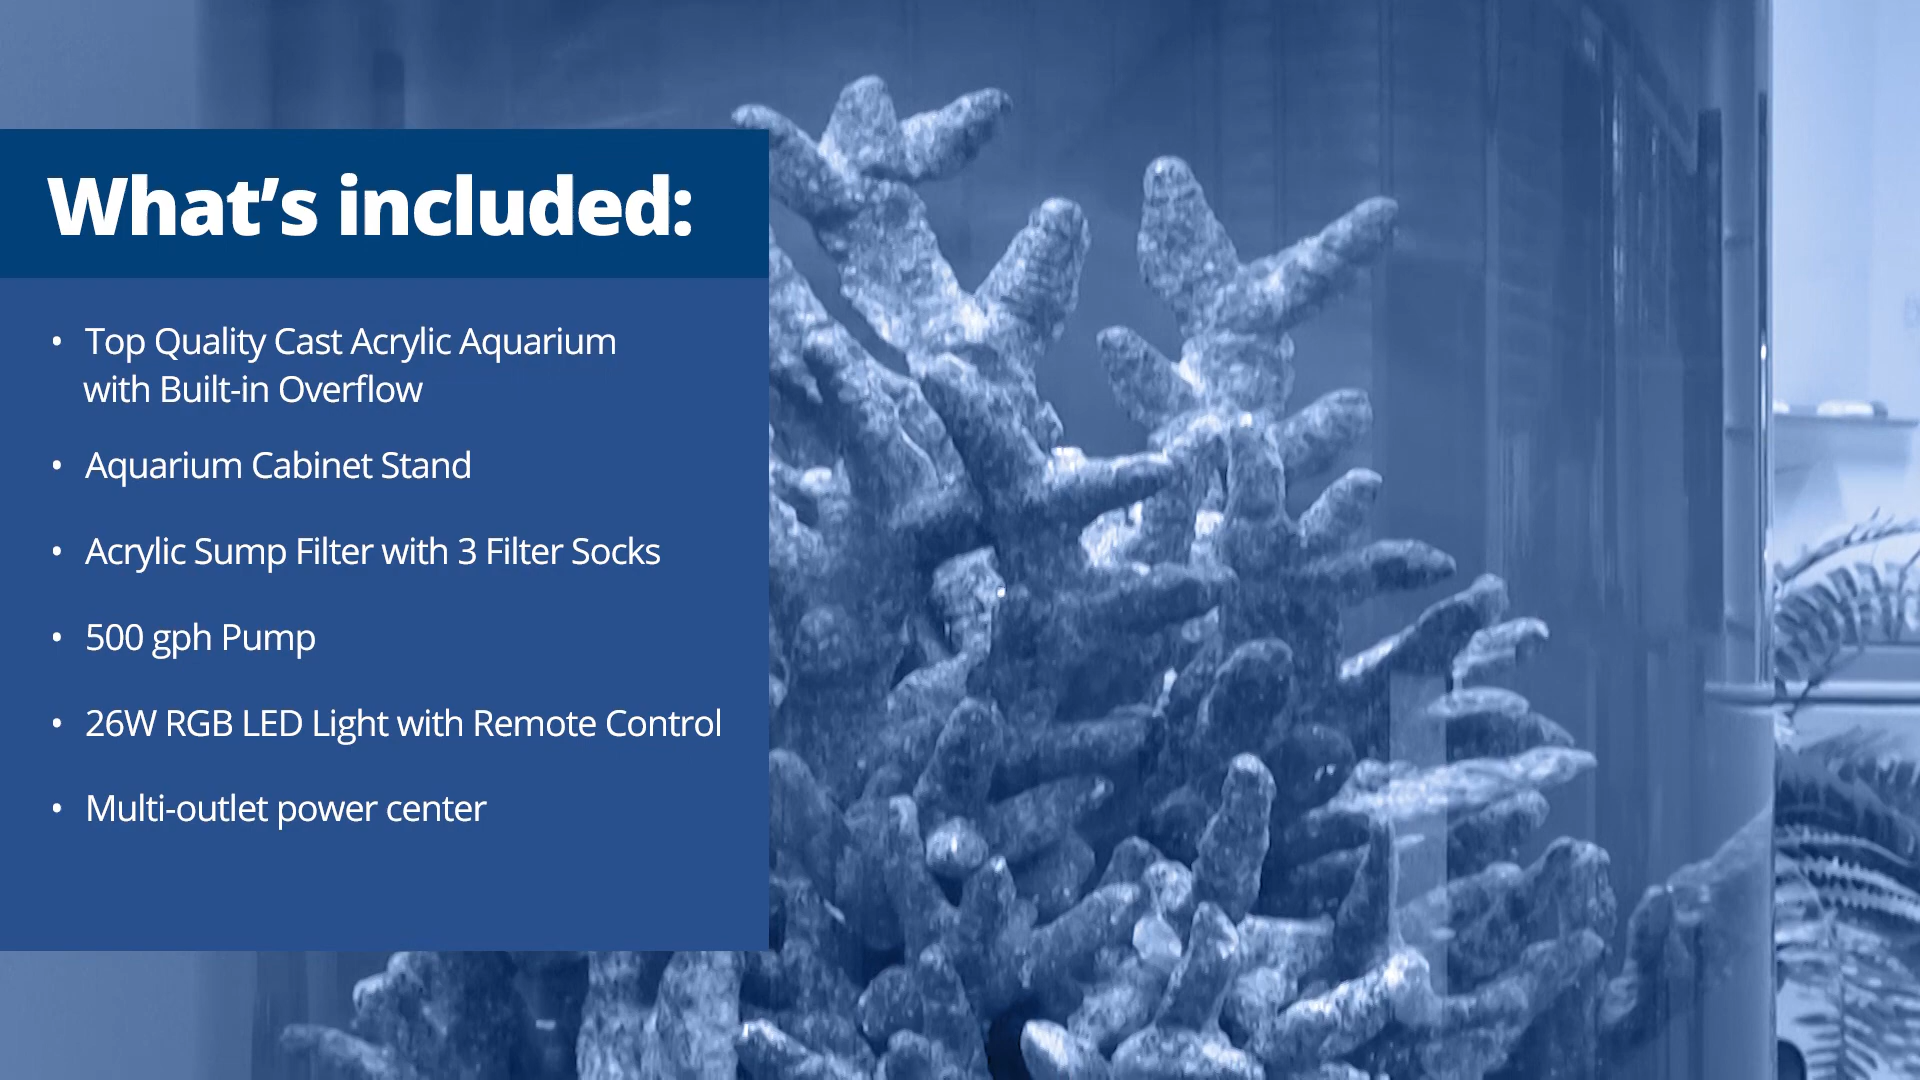 What’s included:
• Top Quality Cast Acrylic Aquarium
with Built-in Overflow
• Aquarium Cabinet Stand
• Acrylic Sump Filter with 3 Filter Socks
• 500 gph Pump
• 26W RGB LED Light with Remote Control
• Multi-outlet power center